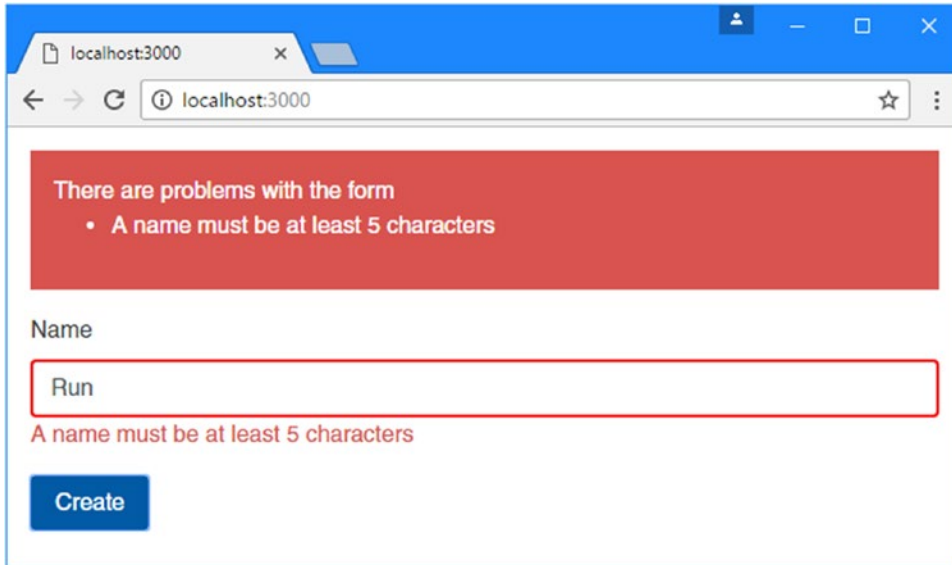 localhost:3000
localhost:3000
There are problems with the form
• A name must be at least 5 characters
Name
Run
A name must be at least 5 characters
Create